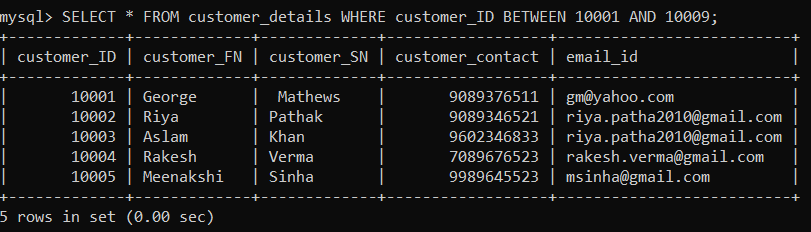 mysql> SELECT * FROM customer_details WHERE customer_ID BETWEEN 10001 AND 10009;
+-------------+-------------+-------------+------------------+--------------------------+
| customer_ID | customer_FN | customer_SN | customer_contact | email_id                 |
+-------------+-------------+-------------+------------------+--------------------------+
|       10001 | George      |  Mathews    |       9089376511 | gm@yahoo.com             |
|       10002 | Riya        | Pathak      |       9089346521 | riya.patha2010@gmail.com |
|       10003 | Aslam       | Khan        |       9602346833 | riya.patha2010@gmail.com |
|       10004 | Rakesh      | Verma       |       7089676523 | rakesh.verma@gmail.com   |
|       10005 | Meenakshi   | Sinha       |       9989645523 | msinha@gmail.com         |
+-------------+-------------+-------------+------------------+--------------------------+
5 rows in set (0.00 sec)